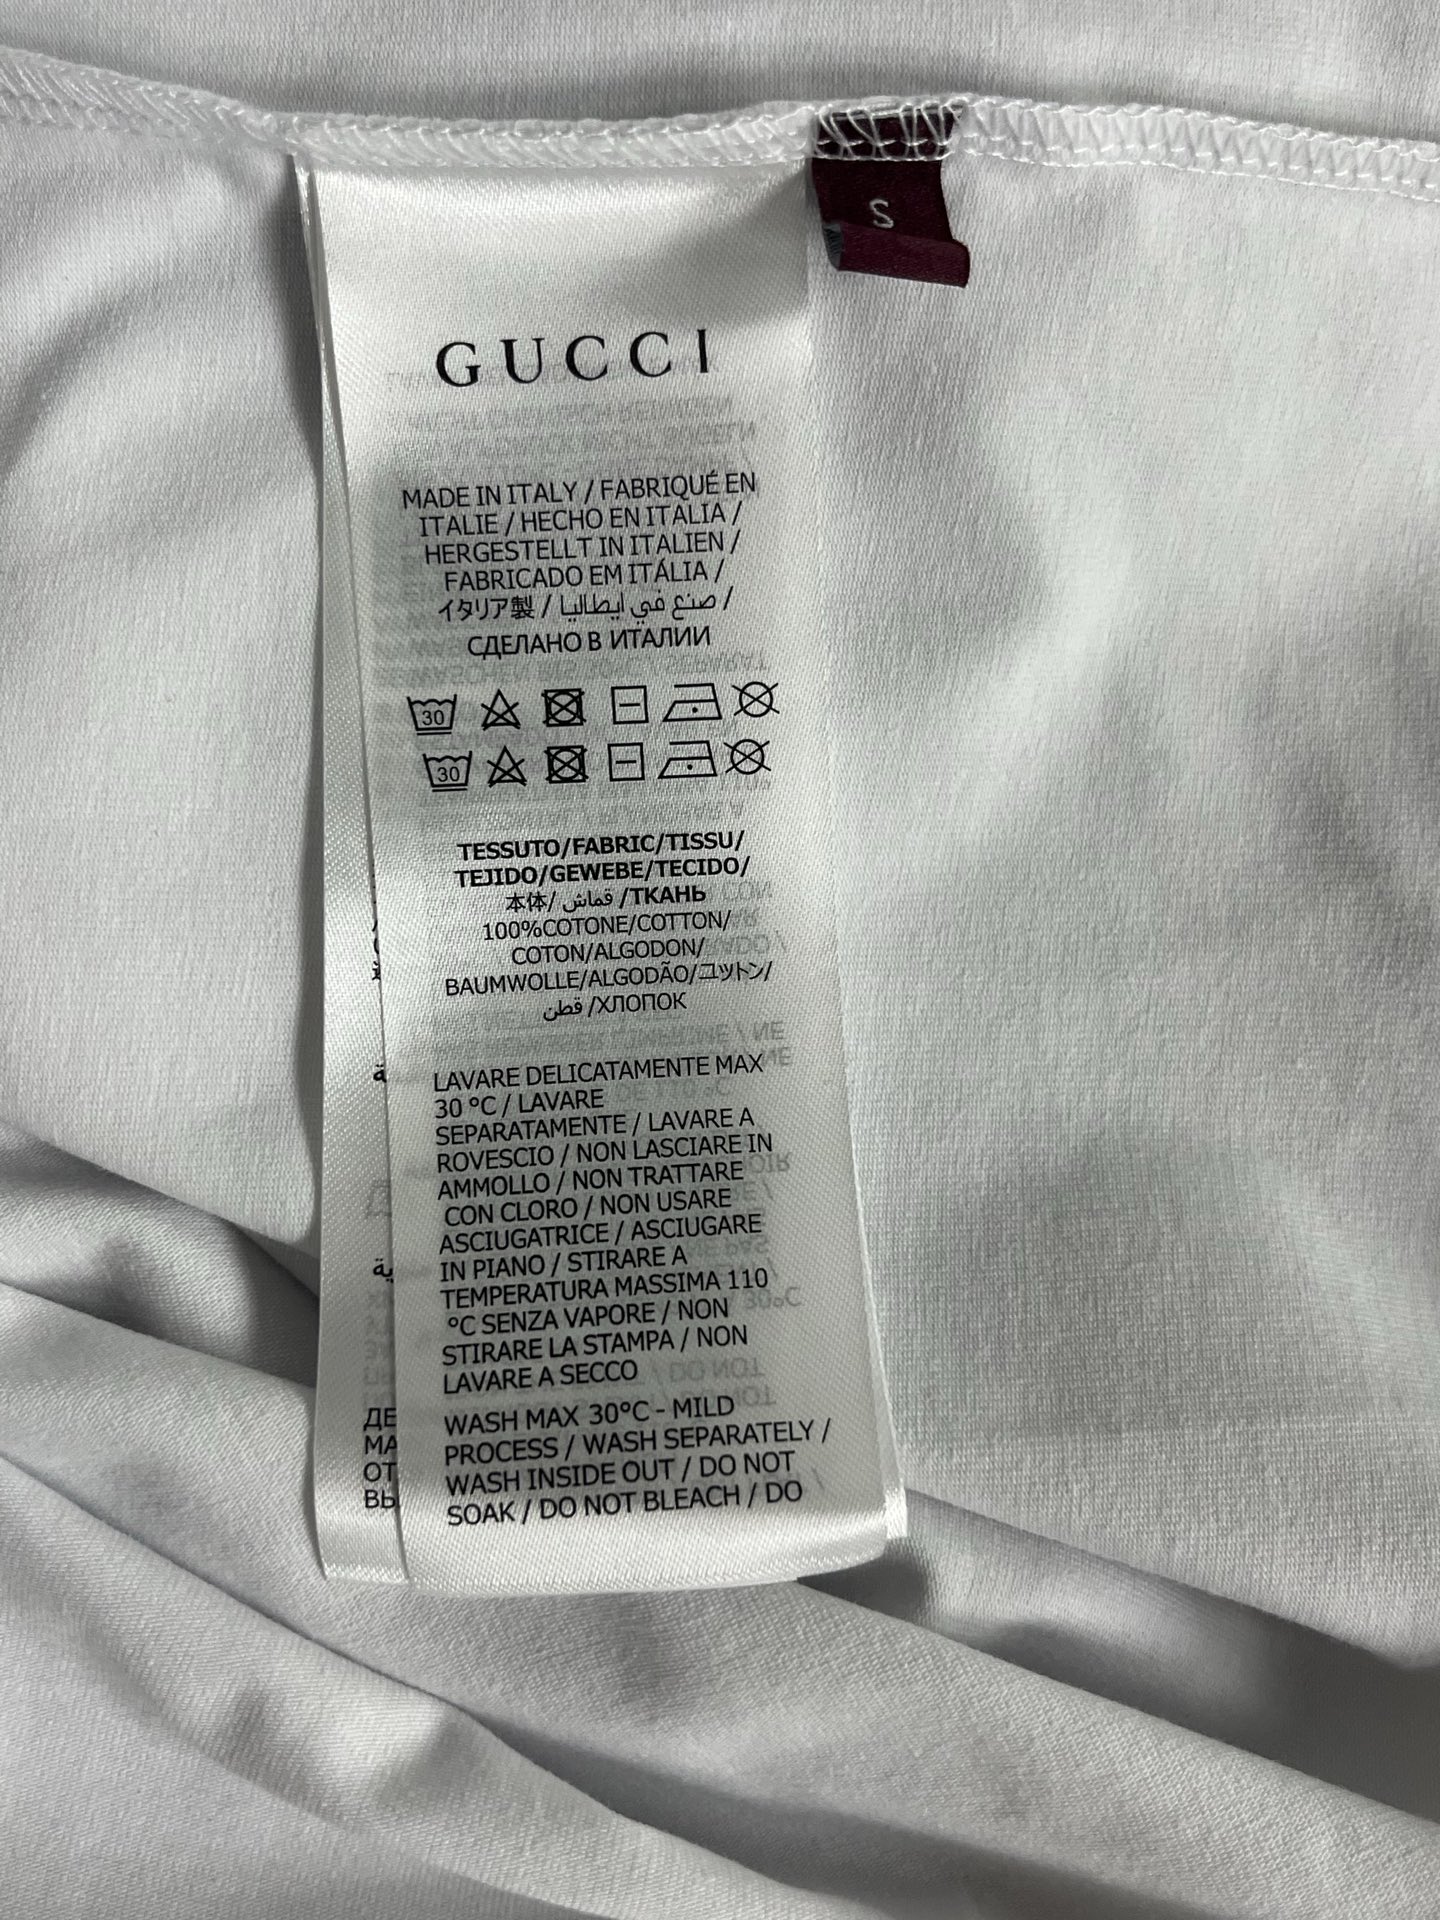 S
GUCCI
MADE IN ITALY / FABRIQUÉ EN
ITALIE / HECHO EN ITALIA /
HERGESTELLT IN ITALIEN /
FABRICADO EM ITÁLIA /
イタリア製 / صنع في ايطاليا /
СДЕЛАНО В ИТАЛИИ
30
30
TESSUTO/FABRIC/TISSU/
TEJIDO/GEWEBE/TECIDO/
本体/ قماش /ТКАНЬ
100%COTONE/COTTON/
COTON/ALGODON/
BAUMWOLLE/ALGODÃO/コットン/
قطن /ХЛОПОК
LAVARE DELICATAMENTE MAX
30 °C / LAVARE
SEPARATAMENTE / LAVARE A
ROVESCIO / NON LASCIARE IN
AMMOLLO / NON TRATTARE
CON CLORO / NON USARE
ASCIUGATRICE / ASCIUGARE
IN PIANO / STIRARE A
TEMPERATURA MASSIMA 110
°C SENZA VAPORE / NON
STIRARE LA STAMPA / NON
LAVARE A SECCO
WASH MAX 30°C - MILD
PROCESS / WASH SEPARATELY /
WASH INSIDE OUT / DO NOT
SOAK / DO NOT BLEACH / DO
ДЕ
МА
ОТ
ВЫ